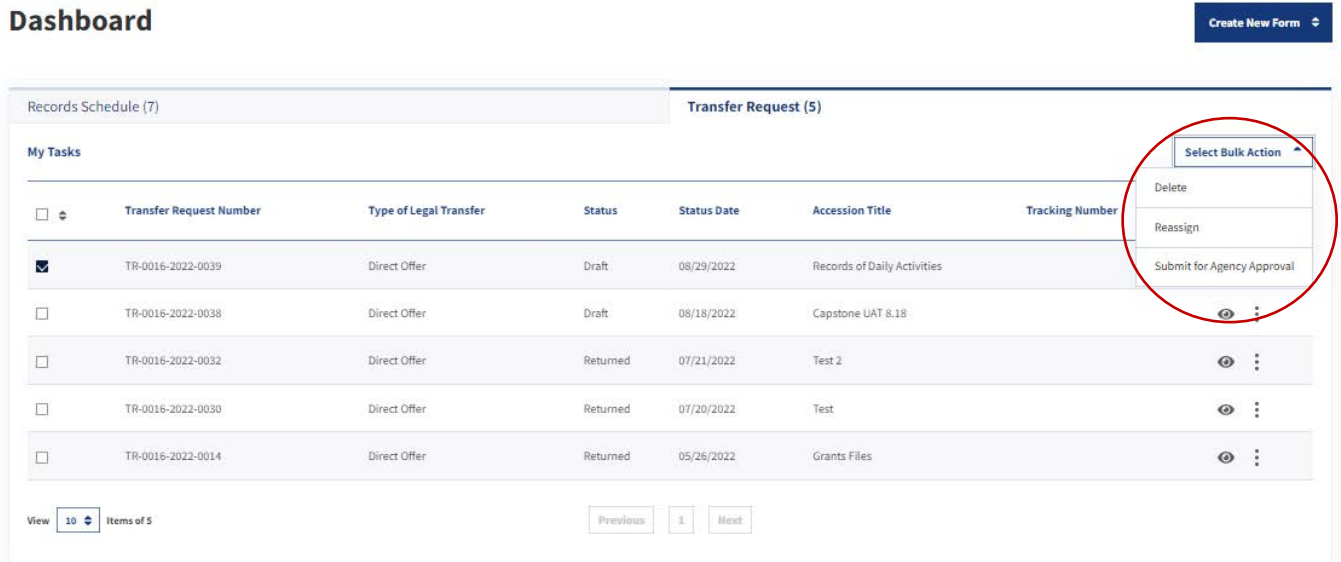 Dashboard
Create New Form
Records Schedule (7)
Transfer Request (5)
My Tasks
Select Bulk Action
Delete
Reassign
Submit for Agency Approval
Transfer Request Number Type of Legal Transfer Status Status Date Accession Title Tracking Number
TR-0016-2022-0039 Direct Offer Draft 08/29/2022 Records of Daily Activities
TR-0016-2022-0038 Direct Offer Draft 08/18/2022 Capstone UAT 8.18
TR-0016-2022-0032 Direct Offer Returned 07/21/2022 Test 2
TR-0016-2022-0030 Direct Offer Returned 07/20/2022 Test
TR-0016-2022-0014 Direct Offer Returned 05/26/2022 Grants Files
View 10 Items of 5
Previous 1 Next